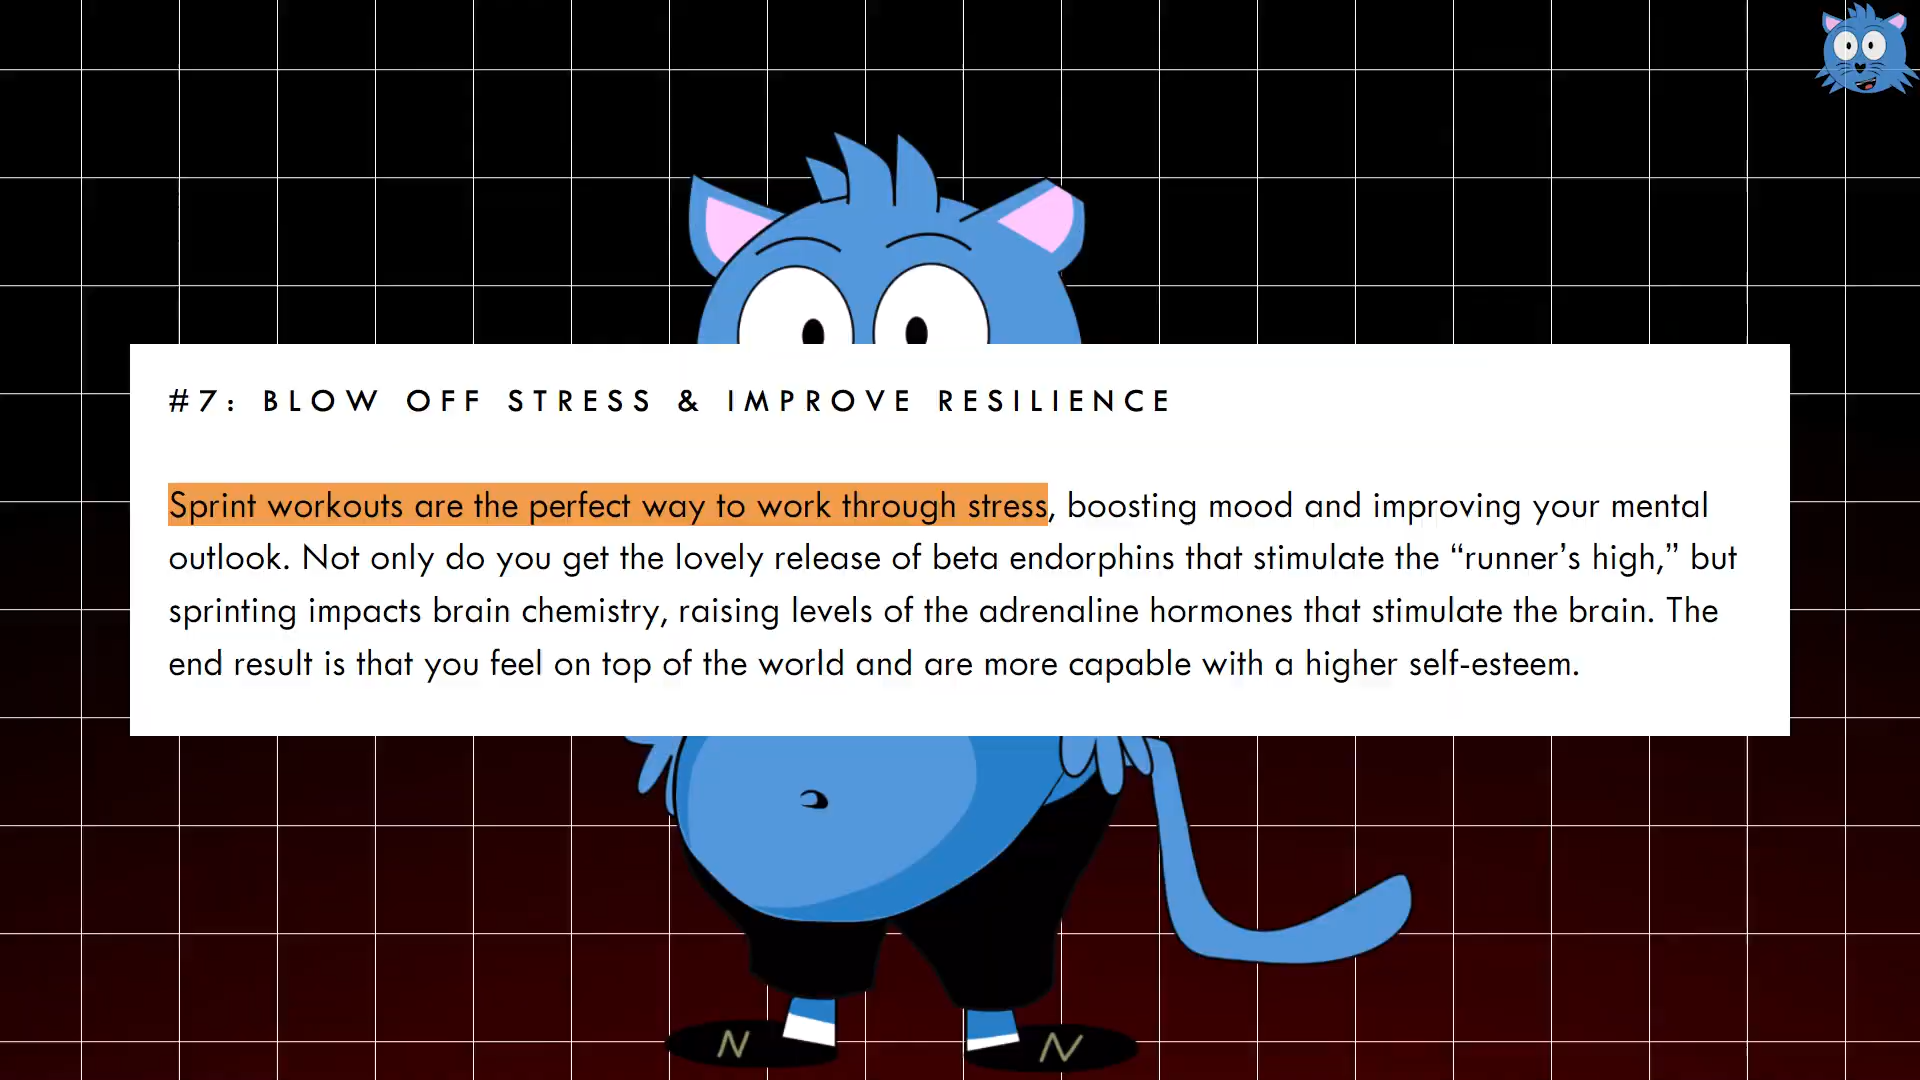 #7: BLOW OFF STRESS & IMPROVE RESILIENCE
Sprint workouts are the perfect way to work through stress, boosting mood and improving your mental
outlook. Not only do you get the lovely release of beta endorphins that stimulate the “runner’s high,” but
sprinting impacts brain chemistry, raising levels of the adrenaline hormones that stimulate the brain. The
end result is that you feel on top of the world and are more capable with a higher self-esteem.
N N